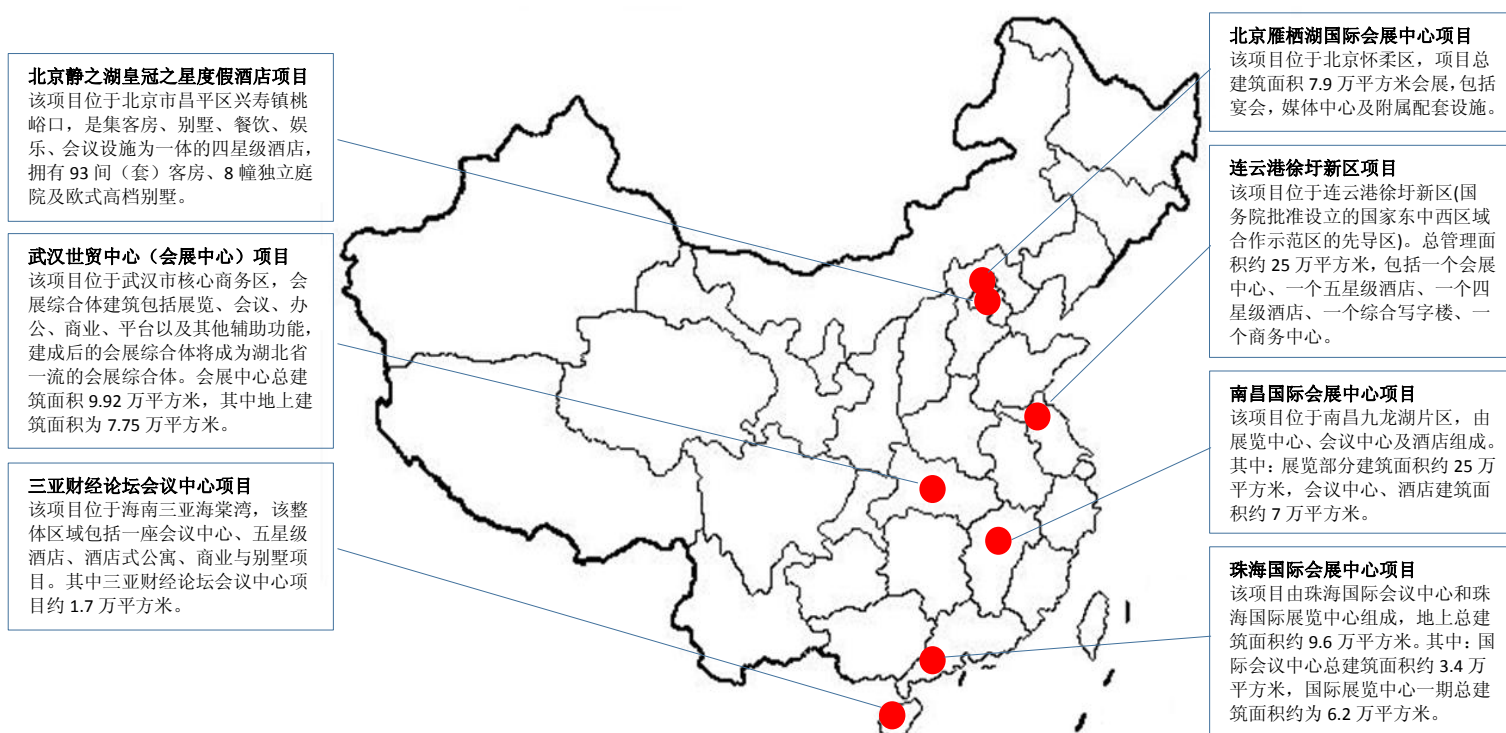 北京静之湖皇冠之星度假酒店项目
该项目位于北京市昌平区兴寿镇桃
峪口，是集客房、别墅、餐饮、娱
乐、会议设施为一体的四星级酒店，
拥有 93 间（套）客房、8 幢独立庭
院及欧式高档别墅。
武汉世贸中心（会展中心）项目
该项目位于武汉市核心商务区，会
展综合体建筑包括展览、会议、办
公、商业、平台以及其他辅助功能，
建成后的会展综合体将成为湖北省
一流的会展综合体。会展中心总建
筑面积 9.92 万平方米，其中地上建
筑面积为 7.75 万平方米。
三亚财经论坛会议中心项目
该项目位于海南三亚海棠湾，该整
体区域包括一座会议中心、五星级
酒店、酒店式公寓、商业与别墅项
目。其中三亚财经论坛会议中心项
目约 1.7 万平方米。
北京雁栖湖国际会展中心项目
该项目位于北京怀柔区，项目总
建筑面积 7.9 万平方米会展，包括
宴会，媒体中心及附属配套设施。
连云港徐圩新区项目
该项目位于连云港徐圩新区(国
务院批准设立的国家东中西区域
合作示范区的先导区)。总管理面
积约 25 万平方米，包括一个会展
中心、一个五星级酒店、一个四
星级酒店、一个综合写字楼、一
个商务中心。
南昌国际会展中心项目
该项目位于南昌九龙湖片区，由
展览中心、会议中心及酒店组成。
其中：展览部分建筑面积约 25 万
平方米，会议中心、酒店建筑面
积约 7 万平方米。
珠海国际会展中心项目
该项目由珠海国际会议中心和珠
海国际展览中心组成，地上总建
筑面积约 9.6 万平方米。其中：国
际会议中心总建筑面积约 3.4 万
平方米，国际展览中心一期总建
筑面积约为 6.2 万平方米。